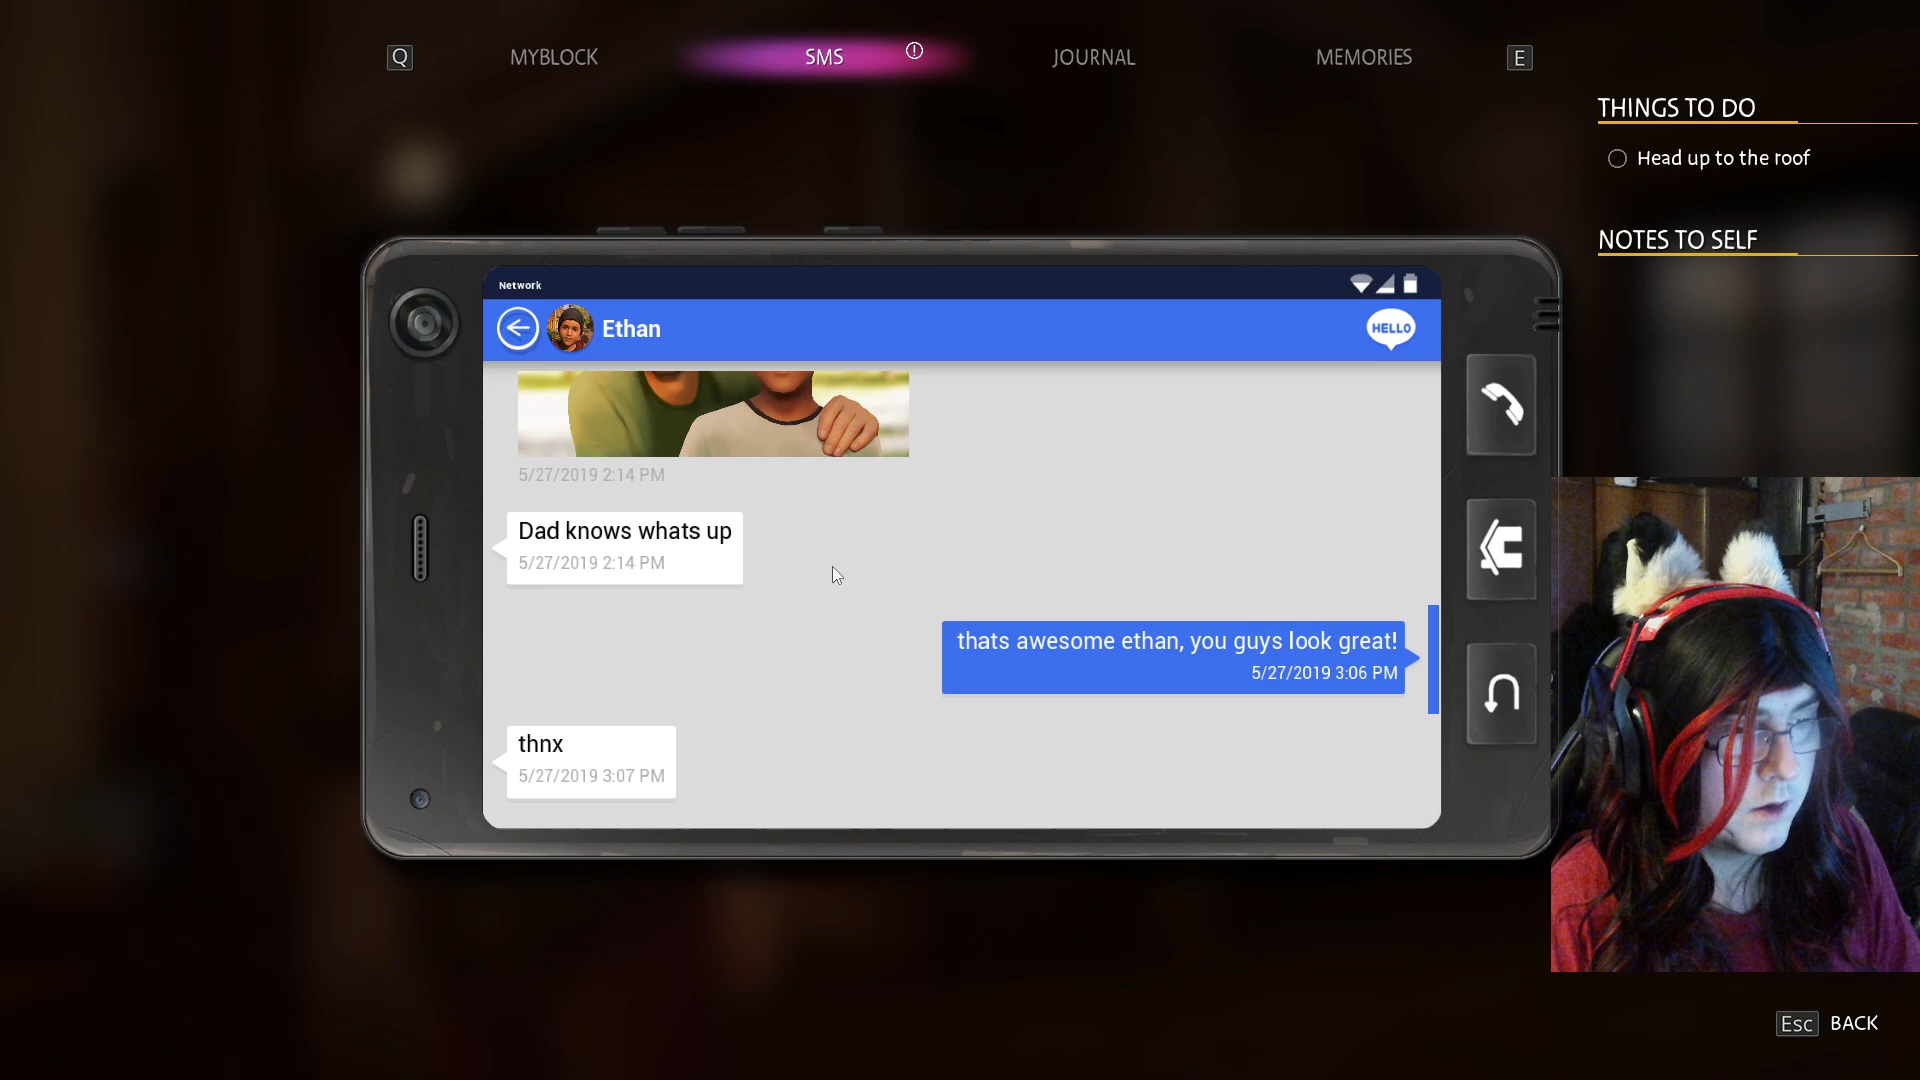 Q MYBLOCK SMS JOURNAL MEMORIES E
THINGS TO DO
Head up to the roof
NOTES TO SELF
Network
Ethan
HELLO
5/27/2019 2:14 PM
Dad knows whats up
5/27/2019 2:14 PM
thats awesome ethan, you guys look great!
5/27/2019 3:06 PM
thnx
5/27/2019 3:07 PM
Esc BACK